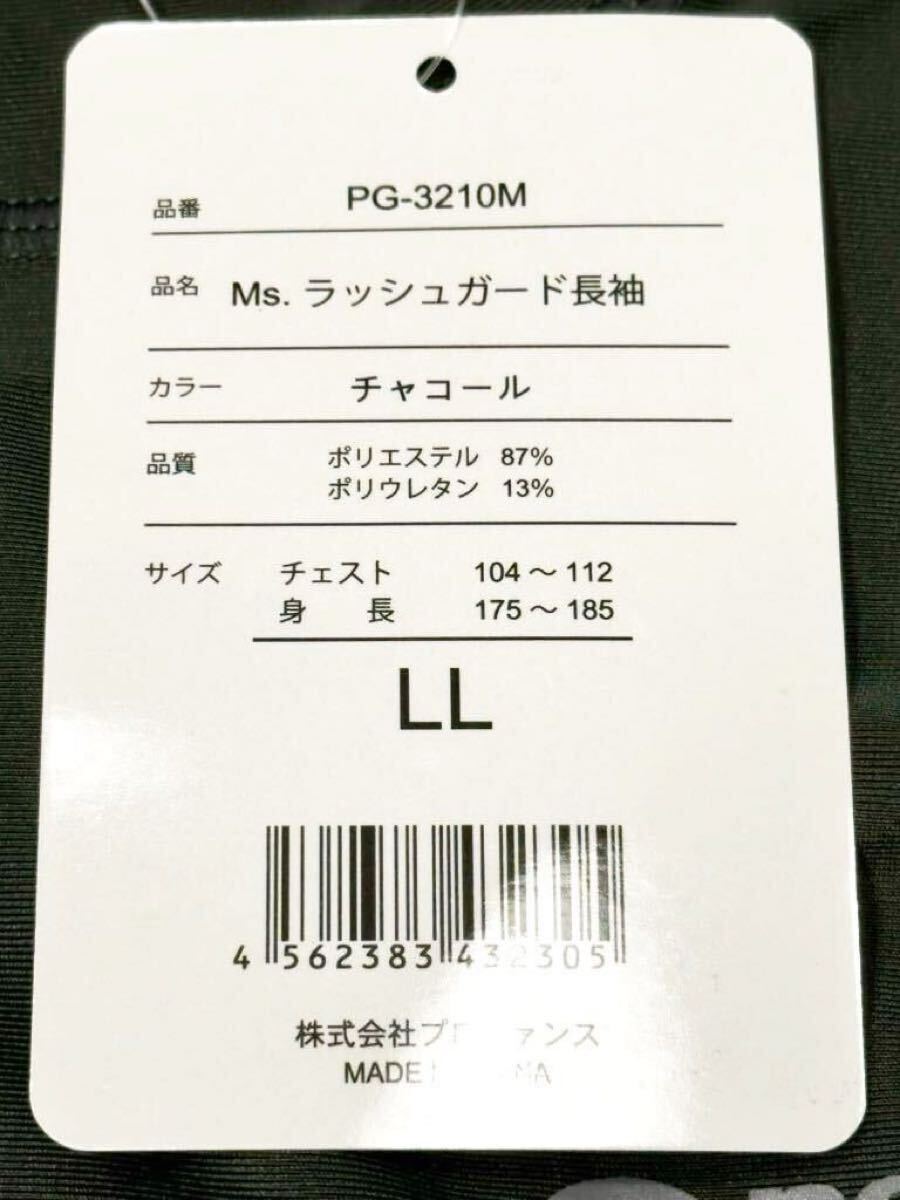 品番 PG-3210M
品名 Ms. ラッシュガード長袖
カラー チャコール
品質 ポリエステル 87%
ポリウレタン 13%
サイズ チェスト 104～112
身 長 175～185
LL
4 562383 432305
株式会社
MADE